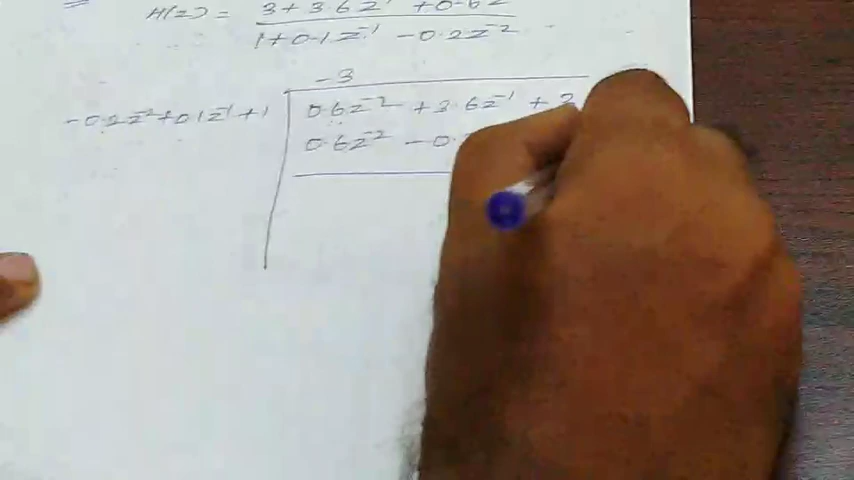 H(z) = 3 + 3.6z⁻¹ + 0.6z
1 + 0.1z⁻¹ - 0.2z⁻²
-3
-0.2z⁻² + 0.1z⁻¹ + 1 0.6z⁻² + 3.6z⁻¹ + 3
0.6z⁻² - 0.